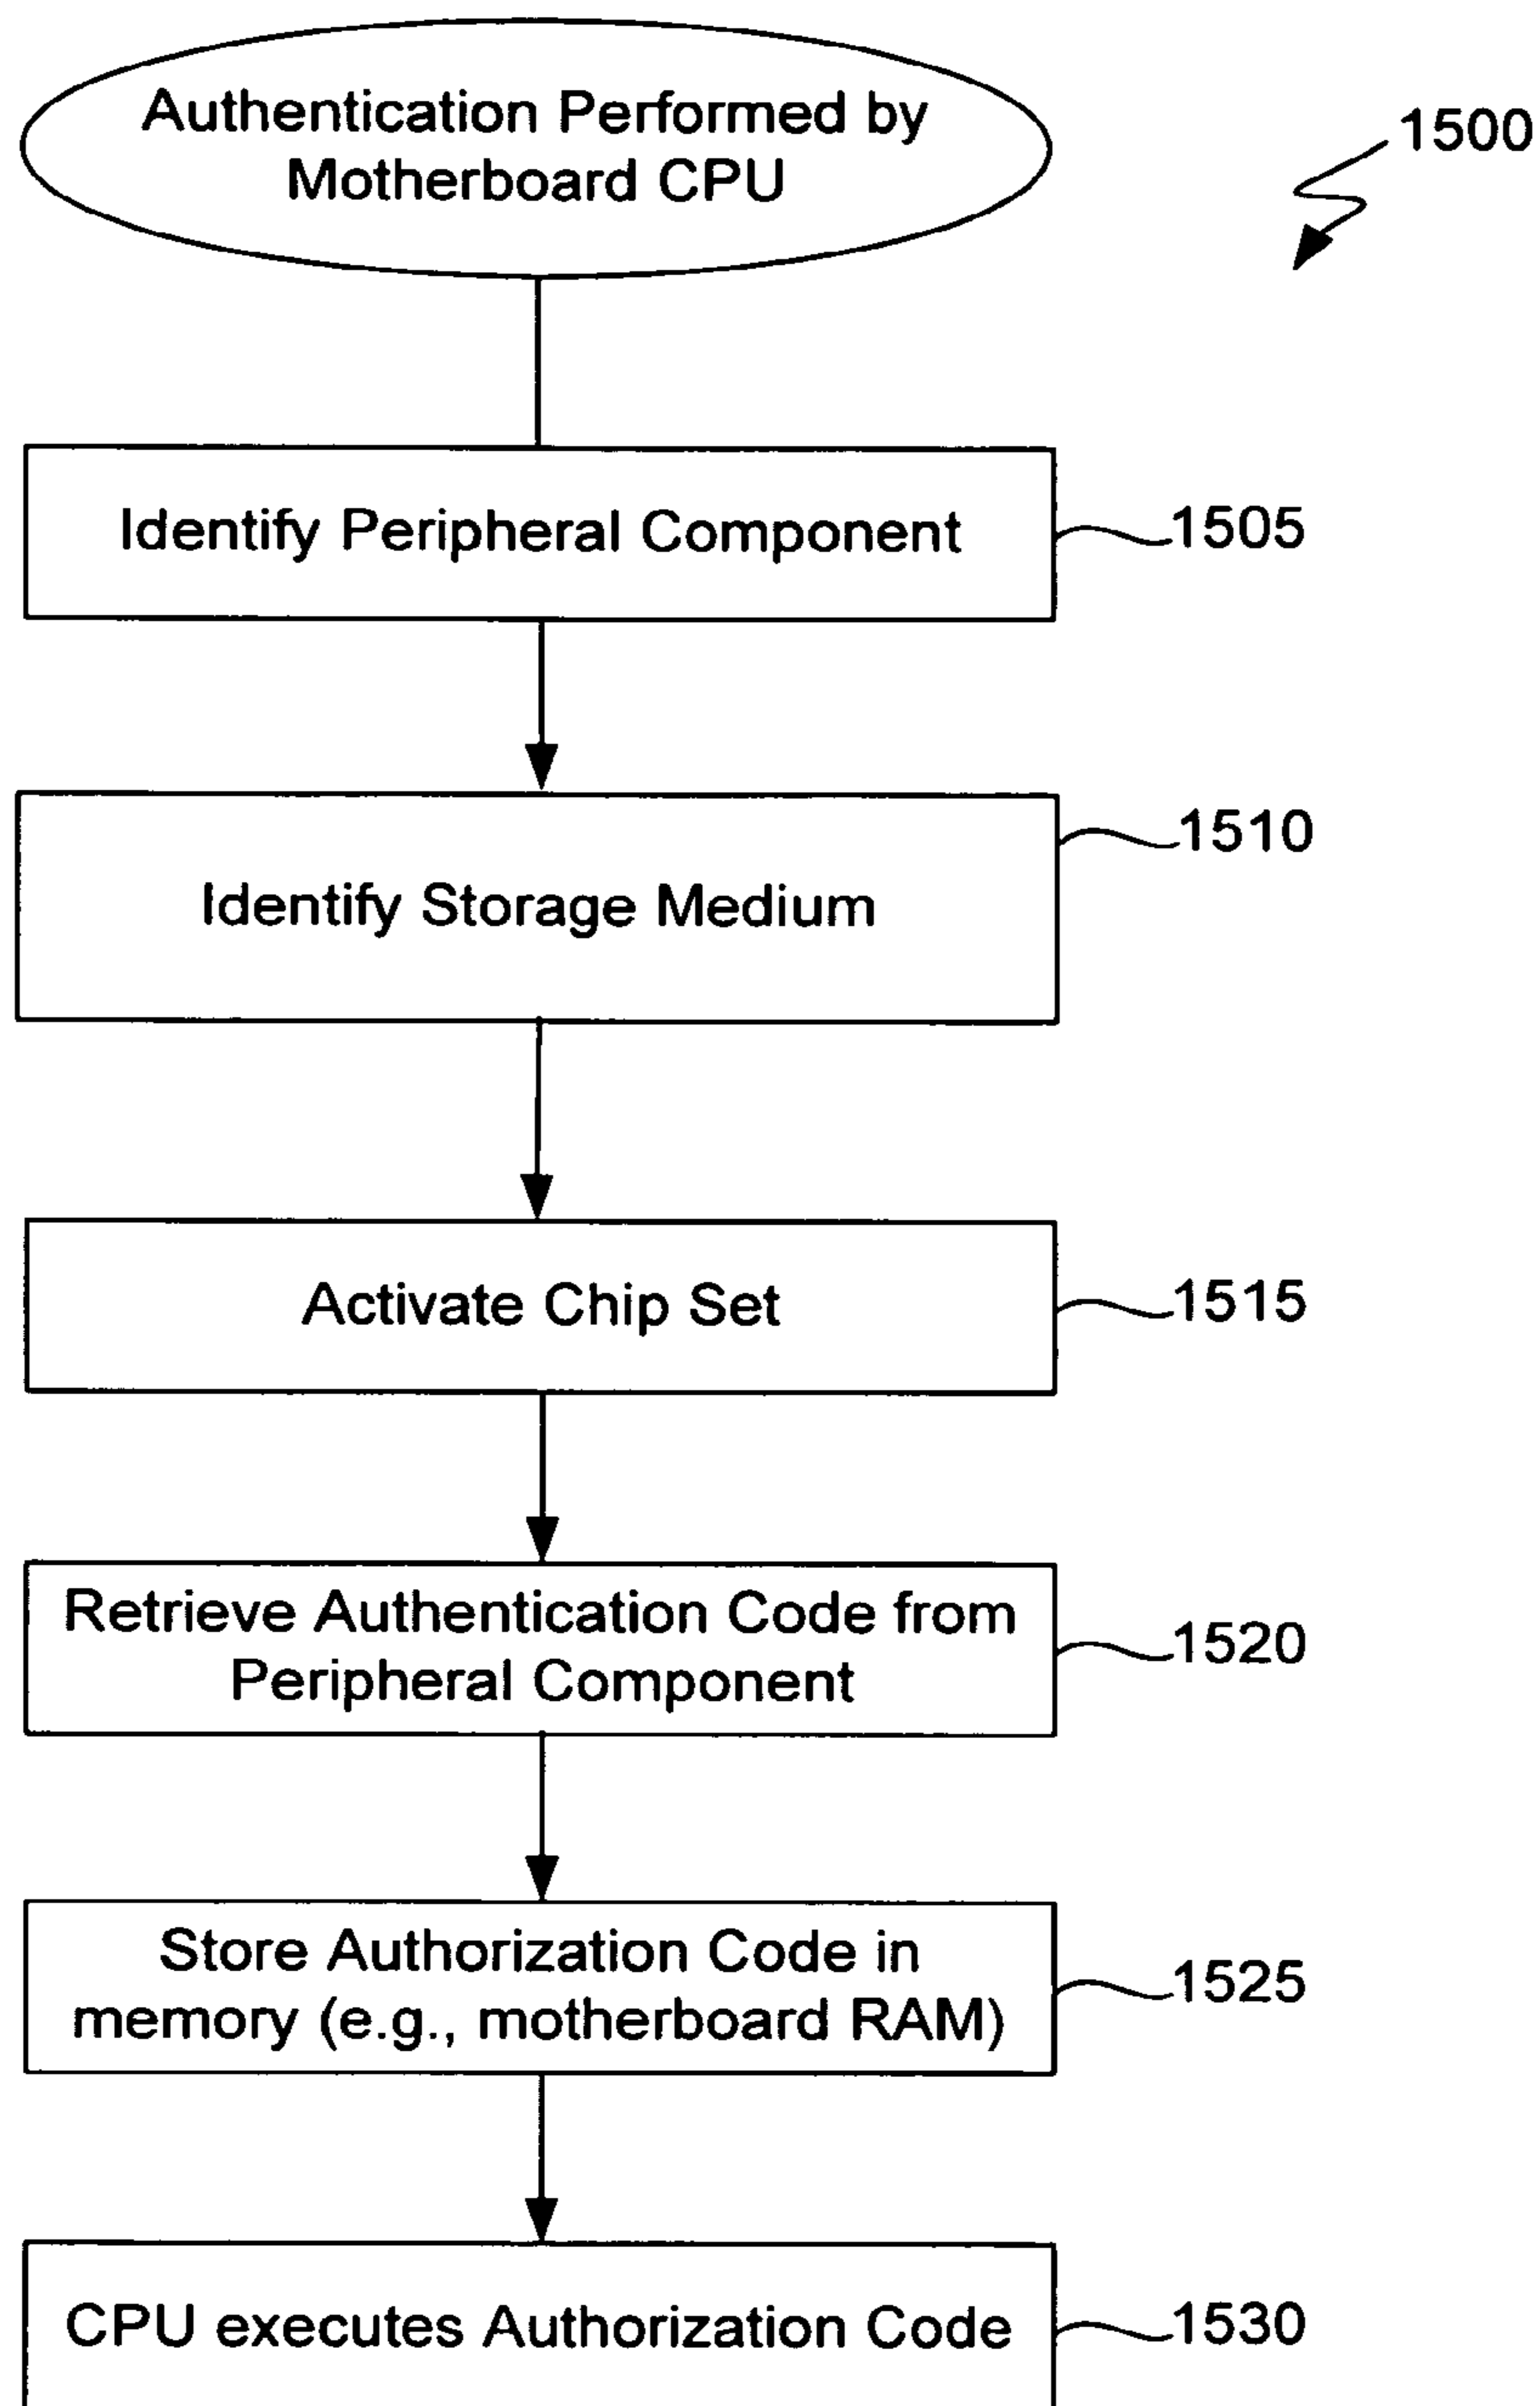 Authentication Performed by
Motherboard CPU
1500
Identify Peripheral Component
1505
1510
Identify Storage Medium
Activate Chip Set
1515
Retrieve Authentication Code from
Peripheral Component
1520
Store Authorization Code in
memory (e.g., motherboard RAM)
1525
CPU executes Authorization Code
1530